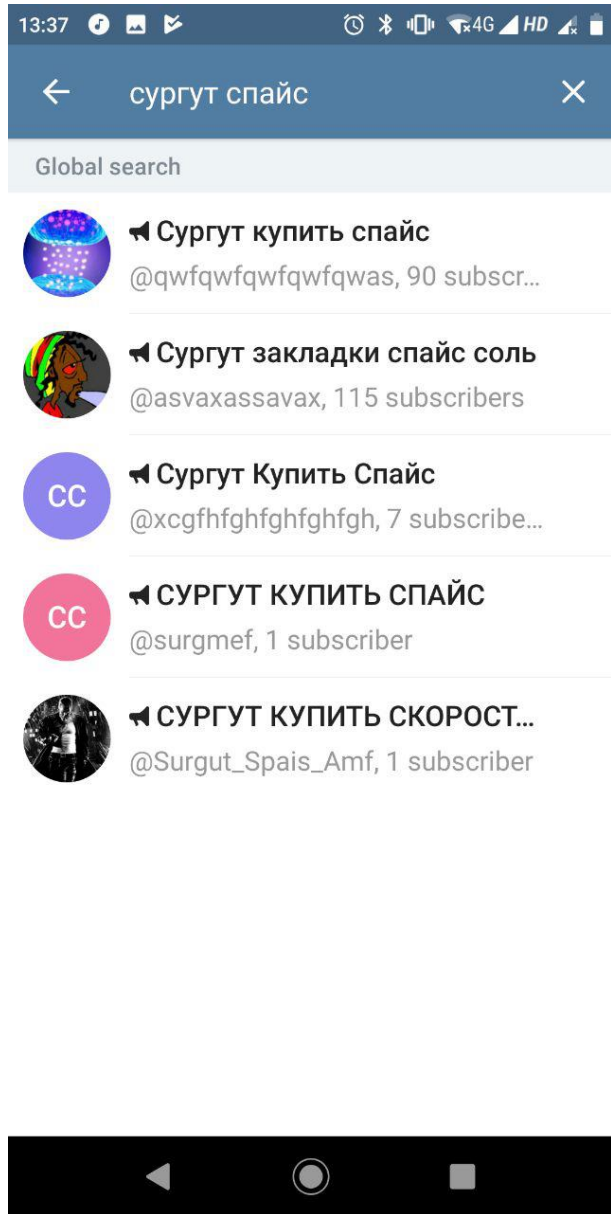 13:37 4G HD
сургут спайс
Global search
Сургут купить спайс
@qwfqwfqwfqwfqwas, 90 subscr...
Сургут закладки спайс соль
@asvaxassavax, 115 subscribers
СС
Сургут Купить Спайс
@xcgfhfghfghfghfgh, 7 subscribe...
СС
СУРГУТ КУПИТЬ СПАЙС
@surgmef, 1 subscriber
СУРГУТ КУПИТЬ СКОРОСТ...
@Surgut_Spais_Amf, 1 subscriber